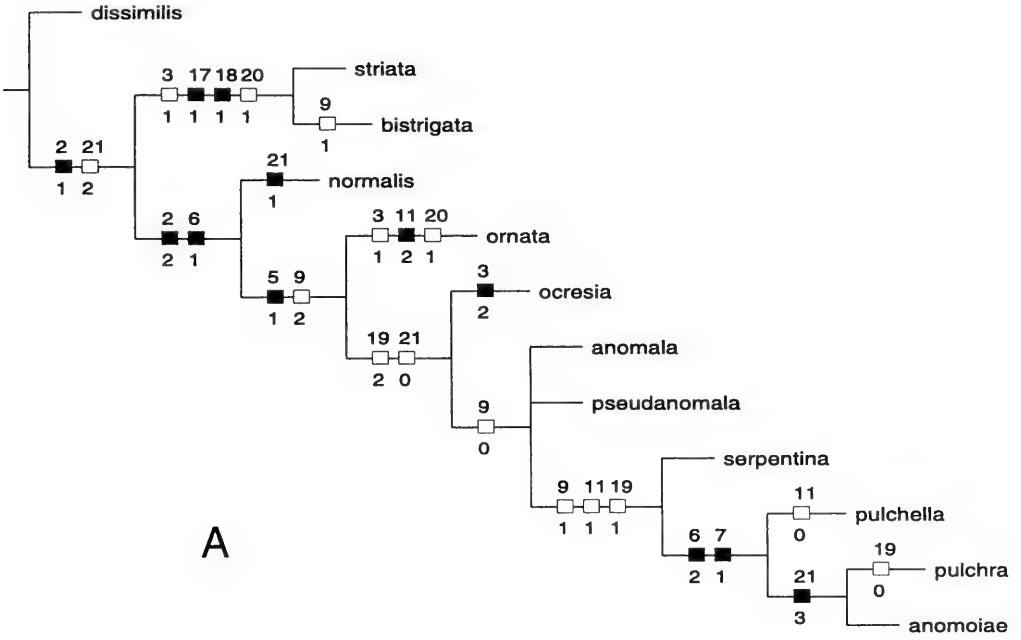 dissimilis
3 17 18 20
striata
1 1 1 1
9
bistrigata
1
2 21
1 2
21
normalis
1
2 6
2 1
3 11 20
ornata
1 2 1
5 9
1 2
3
ocresia
2
19 21
2 0
anomala
9
pseudanomala
0
serpentina
9 11 19
1 1 1
11
pulchella
0
A
6 7
2 1
19
pulchra
0
21
3
anomoiae